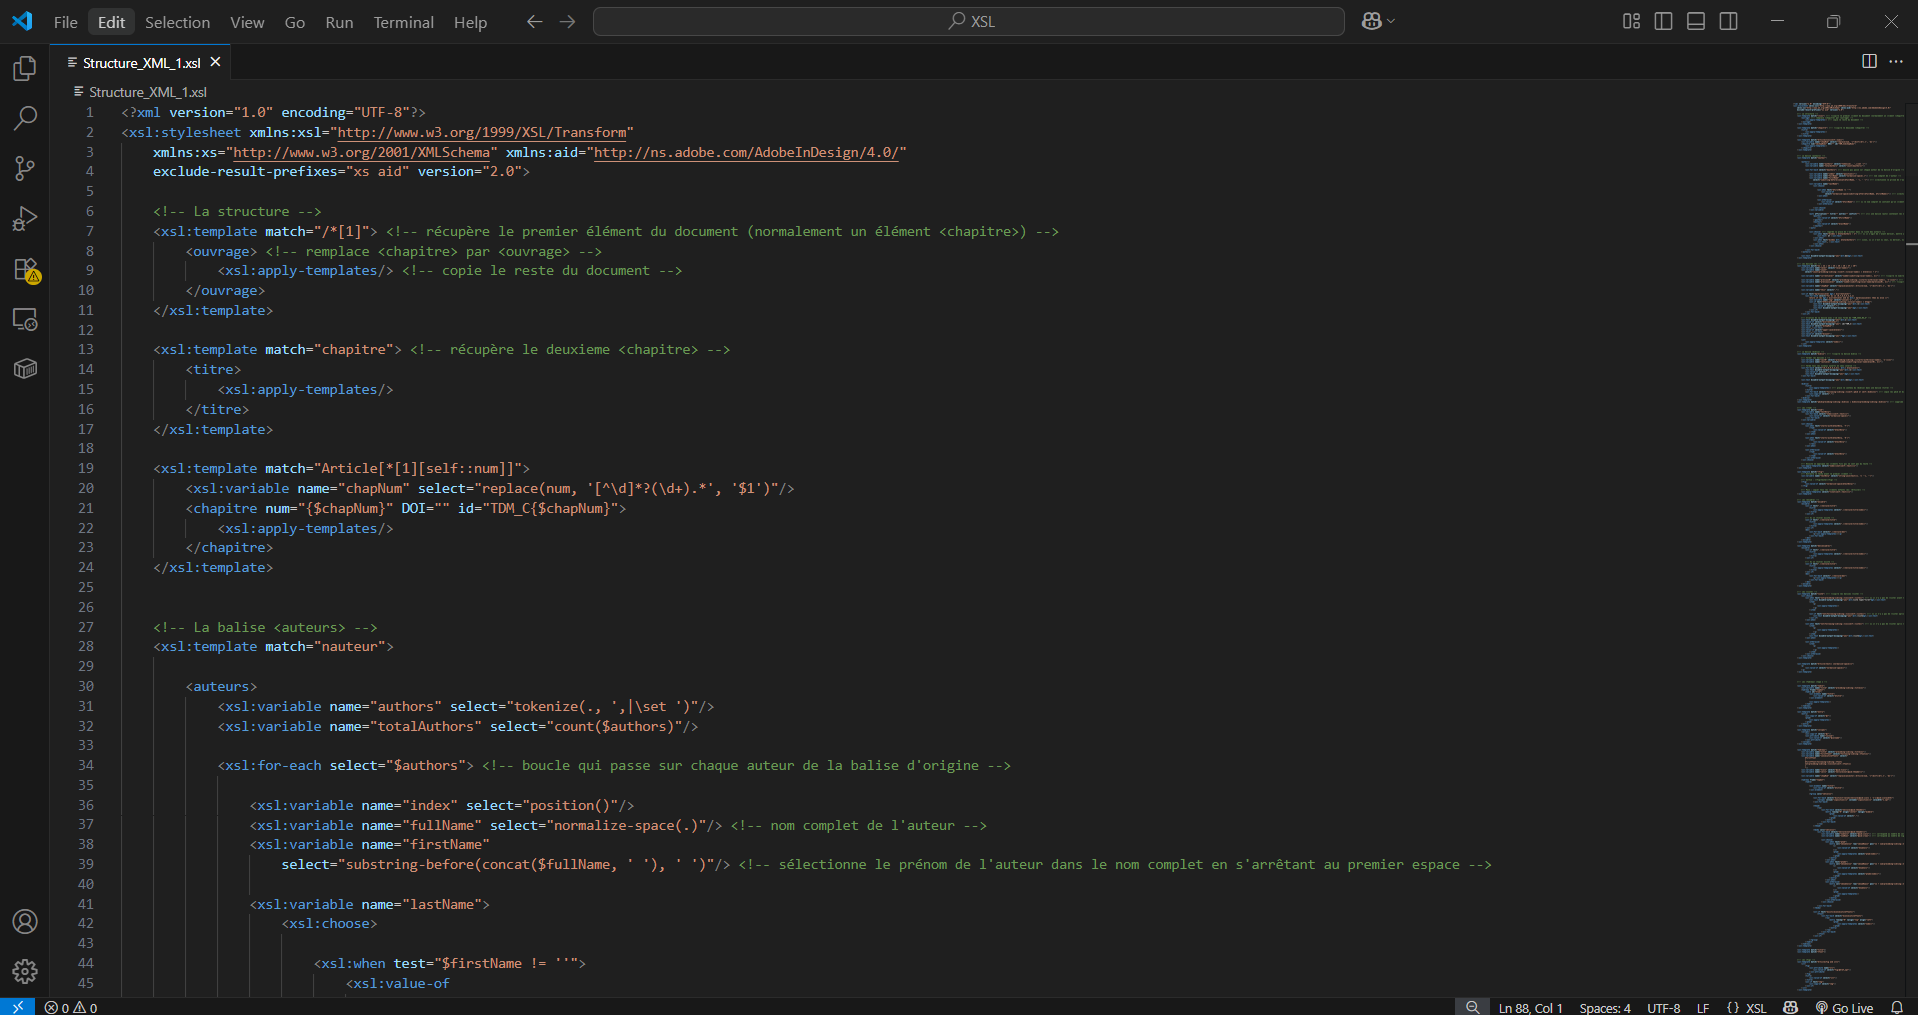 File Edit Selection View Go Run Terminal Help XSL
Structure_XML_1.xsl
Structure_XML_1.xsl
1 <?xml version="1.0" encoding="UTF-8"?>
2 <xsl:stylesheet xmlns:xsl="http://www.w3.org/1999/XSL/Transform"
3 xmlns:xs="http://www.w3.org/2001/XMLSchema" xmlns:aid="http://ns.adobe.com/AdobeInDesign/4.0/"
4 exclude-result-prefixes="xs aid" version="2.0">
5
6 <!-- La structure -->
7 <xsl:template match="/*[1]"> <!-- récupère le premier élément du document (normalement un élément <chapitre>) -->
8 <ouvrage> <!-- remplace <chapitre> par <ouvrage> -->
9 <xsl:apply-templates/> <!-- copie le reste du document -->
10 </ouvrage>
11 </xsl:template>
12
13 <xsl:template match="chapitre"> <!-- récupère le deuxieme <chapitre> -->
14 <titre>
15 <xsl:apply-templates/>
16 </titre>
17 </xsl:template>
18
19 <xsl:template match="Article[*[1][self::num]]">
20 <xsl:variable name="chapNum" select="replace(num, '[^\d]*?(\d+).*', '$1')"/>
21 <chapitre num="{$chapNum}" DOI="" id="TDM_C{$chapNum}">
22 <xsl:apply-templates/>
23 </chapitre>
24 </xsl:template>
25
26
27 <!-- La balise <auteurs> -->
28 <xsl:template match="nauteur">
29
30 <auteurs>
31 <xsl:variable name="authors" select="tokenize(., ',|\set ')"/>
32 <xsl:variable name="totalAuthors" select="count($authors)"/>
33
34 <xsl:for-each select="$authors"> <!-- boucle qui passe sur chaque auteur de la balise d'origine -->
35
36 <xsl:variable name="index" select="position()"/>
37 <xsl:variable name="fullName" select="normalize-space(.)"/> <!-- nom complet de l'auteur -->
38 <xsl:variable name="firstName"
39 select="substring-before(concat($fullName, ' '), ' ')"/> <!-- sélectionne le prénom de l'auteur dans le nom complet en s'arrêtant au premier espace -->
40
41 <xsl:variable name="lastName">
42 <xsl:choose>
43
44 <xsl:when test="$firstName != ''">
45 <xsl:value-of
0 0 Ln 88, Col 1 Spaces: 4 UTF-8 LF {} XSL Go Live